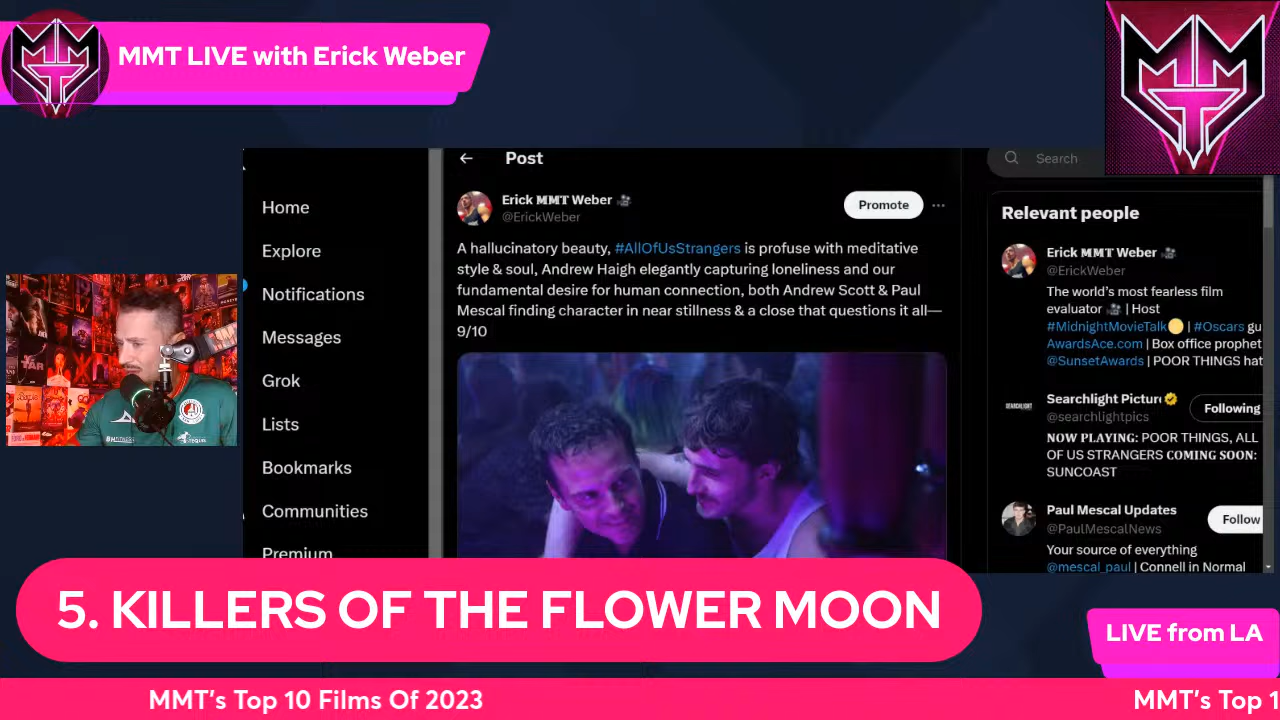 MMT LIVE with Erick Weber
Home
Explore
Notifications
Messages
Grok
Lists
Bookmarks
Communities
Premium
Post
Erick MMT Weber
@ErickWeber
Promote
A hallucinatory beauty, #AllOfUsStrangers is profuse with meditative
style & soul, Andrew Haigh elegantly capturing loneliness and our
fundamental desire for human connection, both Andrew Scott & Paul
Mescal finding character in near stillness & a close that questions it all—
9/10
Search
Relevant people
Erick MMT Weber
@ErickWeber
The world's most fearless film
evaluator | Host
#MidnightMovieTalk | #Oscars gu
AwardsAce.com | Box office prophet
@SunsetAwards | POOR THINGS hat
Searchlight Pictur
@searchlightpics
Following
NOW PLAYING: POOR THINGS, ALL
OF US STRANGERS COMING SOON:
SUNCOAST
Paul Mescal Updates
@PaulMescalNews
Follow
Your source of everything
@mescal_paul | Connell in Normal
TÁR
5. KILLERS OF THE FLOWER MOON
LIVE from LA
MMT's Top 10 Films Of 2023
MMT's Top 1